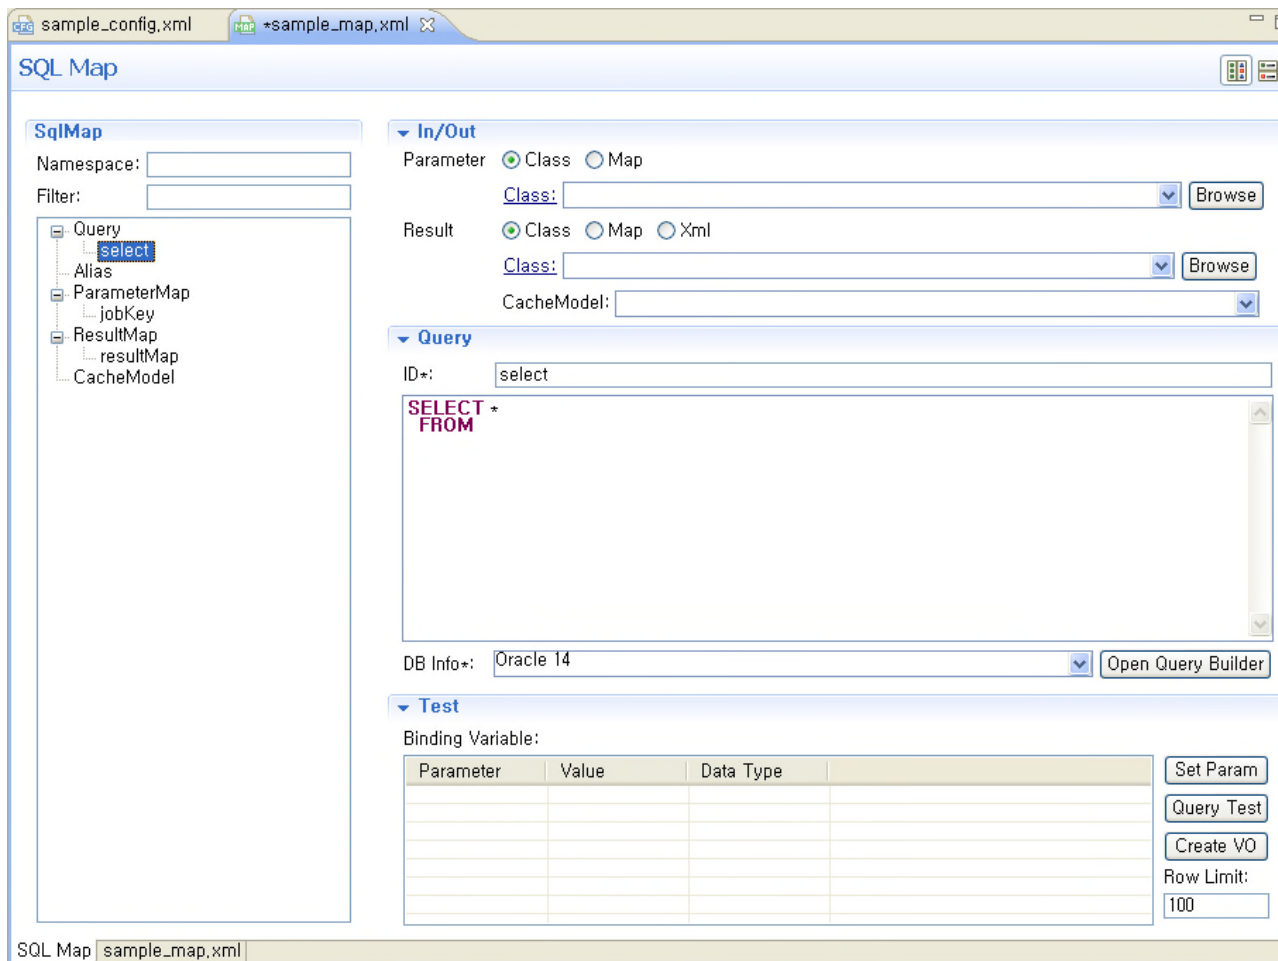 CFG sample_config,xml MAP *sample_map,xml
SQL Map
SqlMap
Namespace:
Filter:
Query
select
Alias
ParameterMap
jobKey
ResultMap
resultMap
CacheModel
In/Out
Parameter Class Map
Class: Browse
Result Class Map Xml
Class: Browse
CacheModel:
Query
ID*: select
SELECT *
FROM
DB Info*: Oracle 14 Open Query Builder
Test
Binding Variable:
Parameter Value Data Type
Set Param
Query Test
Create VO
Row Limit:
100
SQL Map sample_map,xml